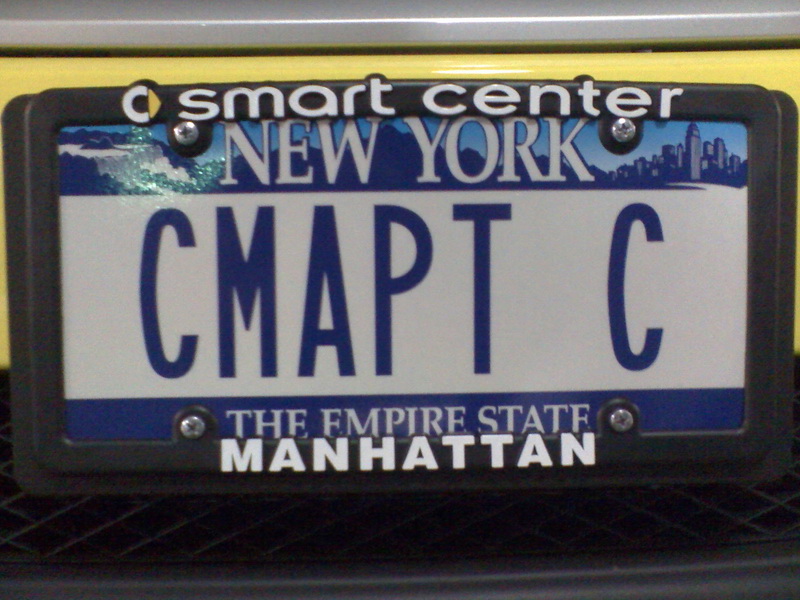 smart center
NEW YORK
CMAPT C
THE EMPIRE STATE
MANHATTAN